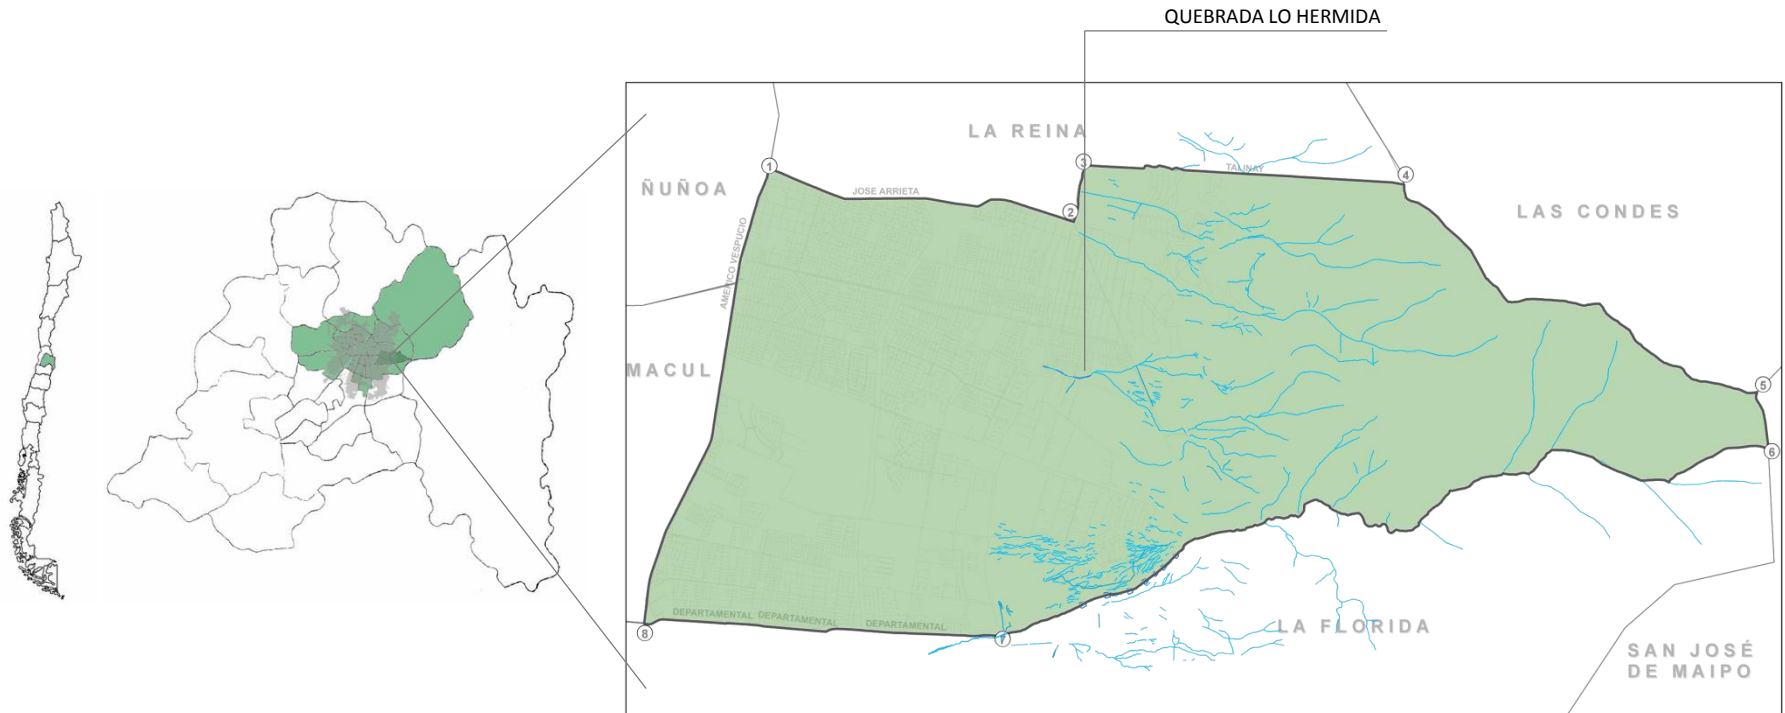 QUEBRADA LO HERMIDA
LA REINA
ÑUÑOA
LAS CONDES
MACUL
LA FLORIDA
SAN JOSÉ
DE MAIPO
JOSE ARRIETA
TALINAY
AMERICO VESPUCIO
DEPARTAMENTAL DEPARTAMENTAL DEPARTAMENTAL
1
2
3
4
5
6
7
8